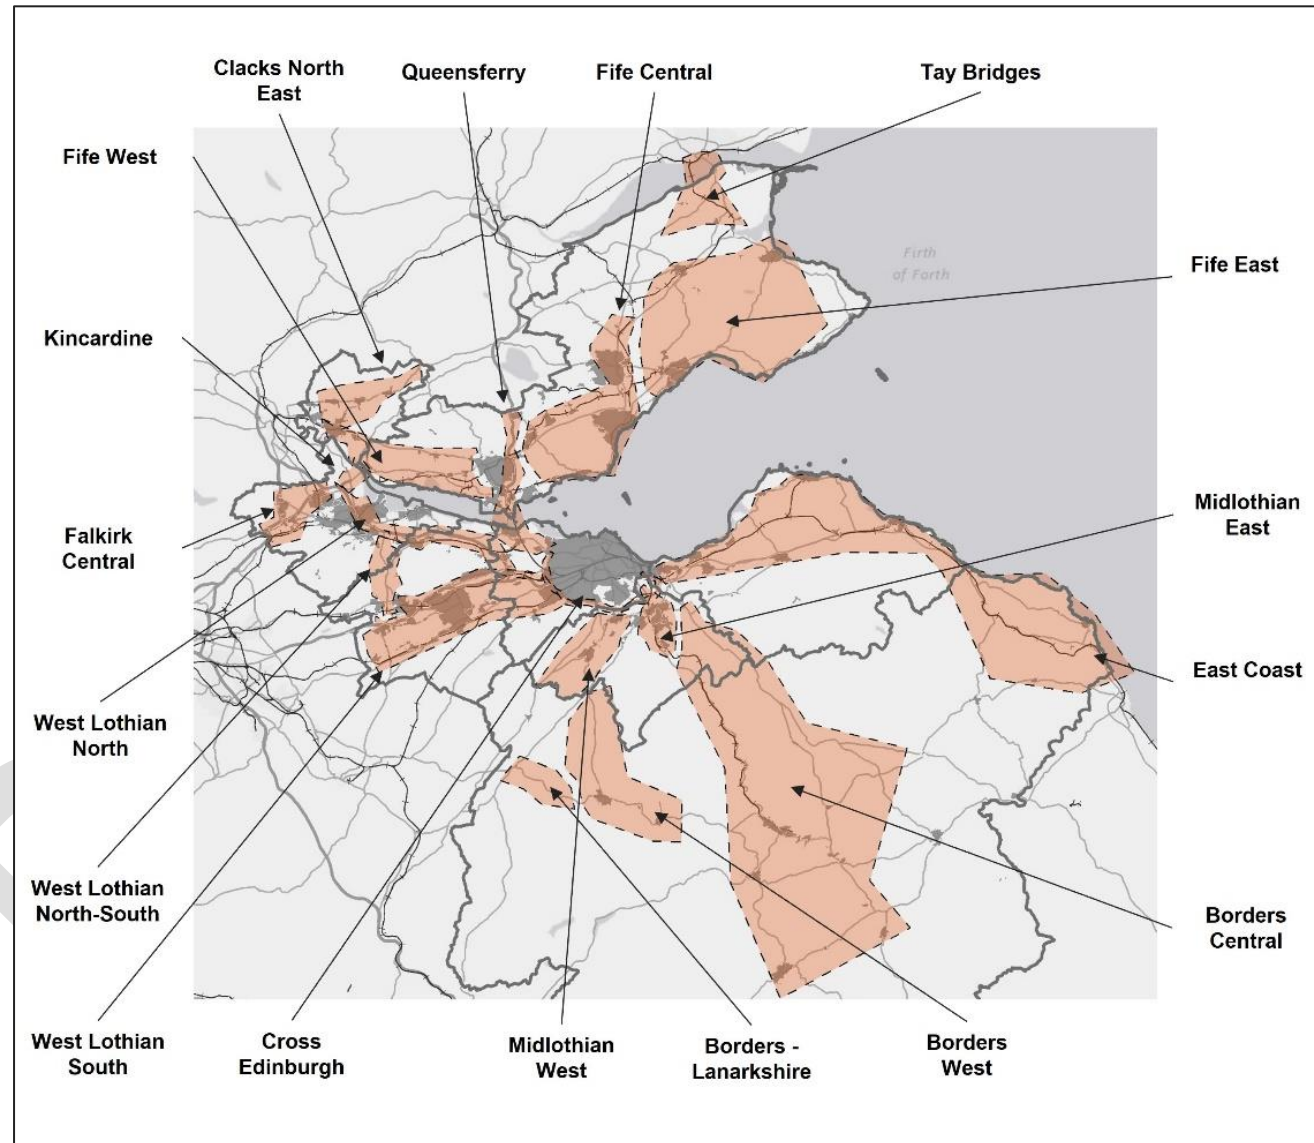 Clacks North
East
Queensferry
Fife Central
Tay Bridges
Fife West
Firth
of Forth
Fife East
Kincardine
Midlothian
East
Falkirk
Central
East Coast
West Lothian
North
West Lothian
North-South
Borders
Central
West Lothian
South
Cross
Edinburgh
Midlothian
West
Borders -
Lanarkshire
Borders
West